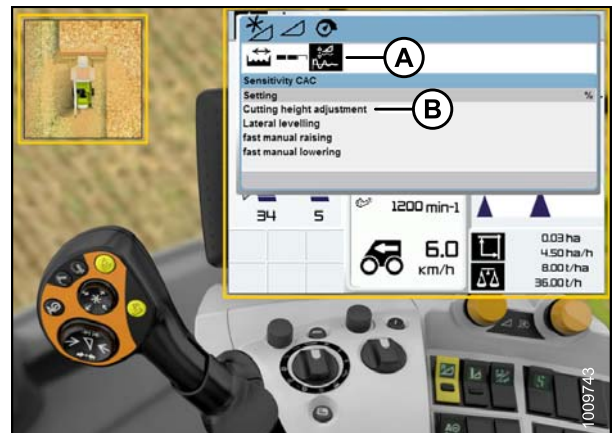 A
Sensitivity CAC
Setting %
Cutting height adjustment
B
Lateral levelling
fast manual raising
fast manual lowering
34 5
1200 min-1
6.0
km/h
0.03 ha
4.50 ha/h
8.00 t/ha
36.00 t/h
1009743